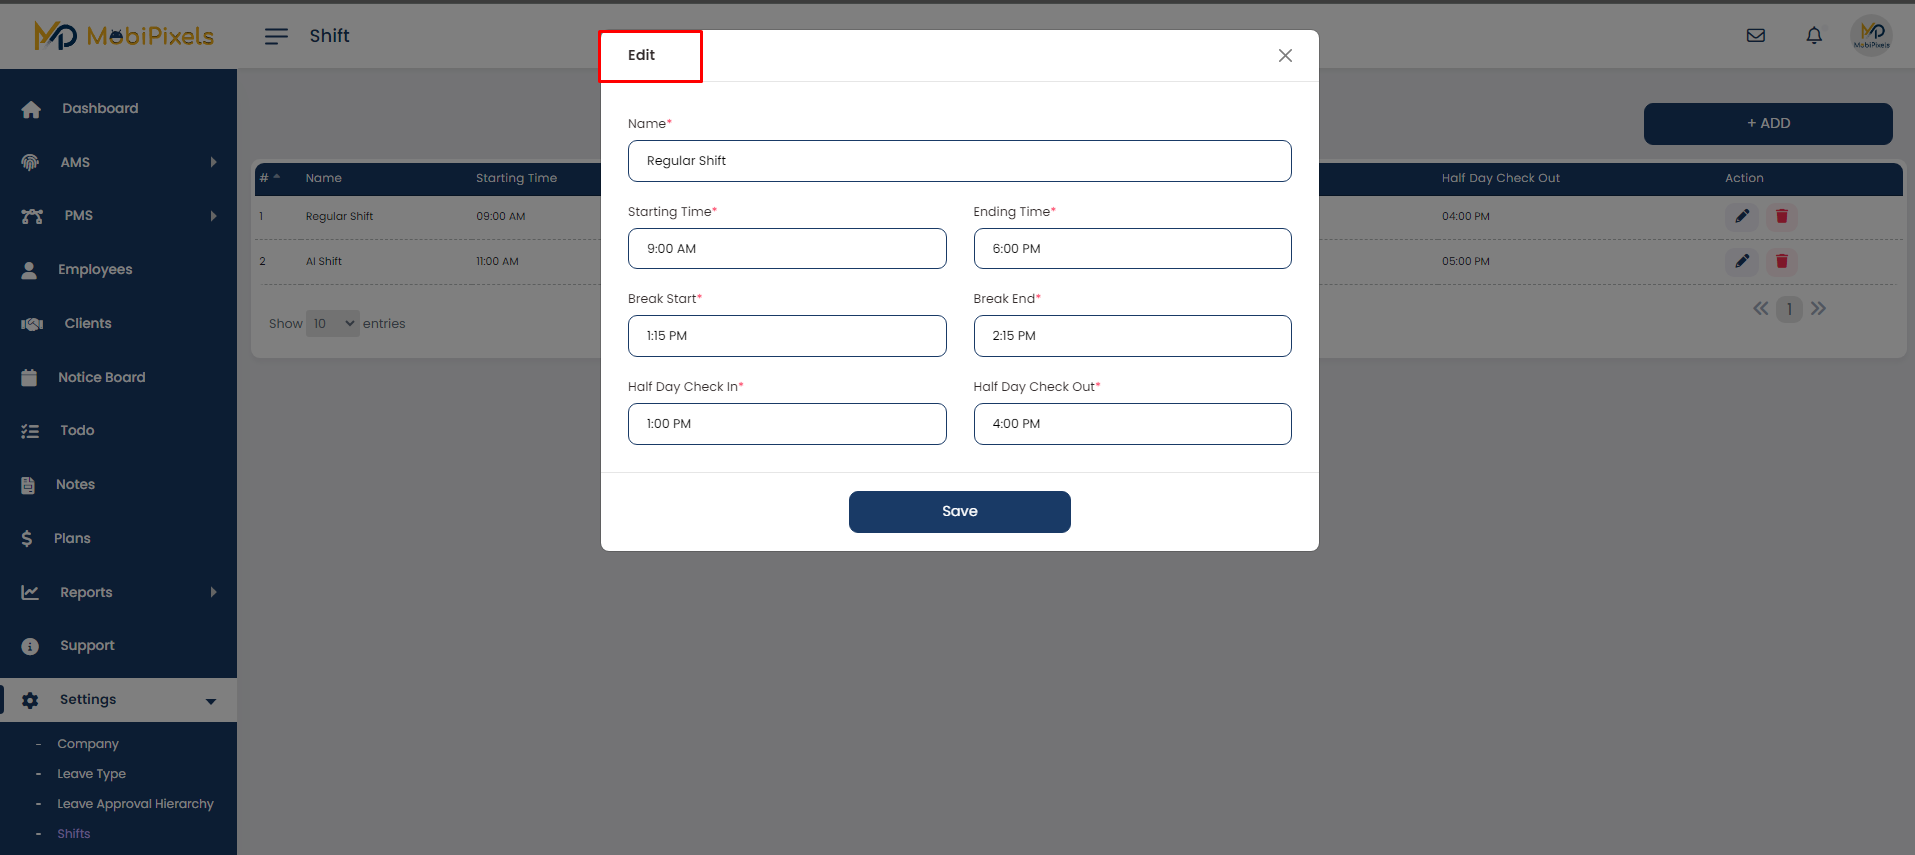 MobiPixels
Shift
MobiPixels
Dashboard
AMS
PMS
Employees
Clients
Notice Board
Todo
Notes
Plans
Reports
Support
Settings
- Company
- Leave Type
- Leave Approval Hierarchy
- Shifts
+ ADD
# Name Starting Time Half Day Check Out Action
1 Regular Shift 09:00 AM 04:00 PM
2 AI Shift 11:00 AM 05:00 PM
Show 10 entries
1
Edit
Name*
Regular Shift
Starting Time* Ending Time*
9:00 AM 6:00 PM
Break Start* Break End*
1:15 PM 2:15 PM
Half Day Check In* Half Day Check Out*
1:00 PM 4:00 PM
Save